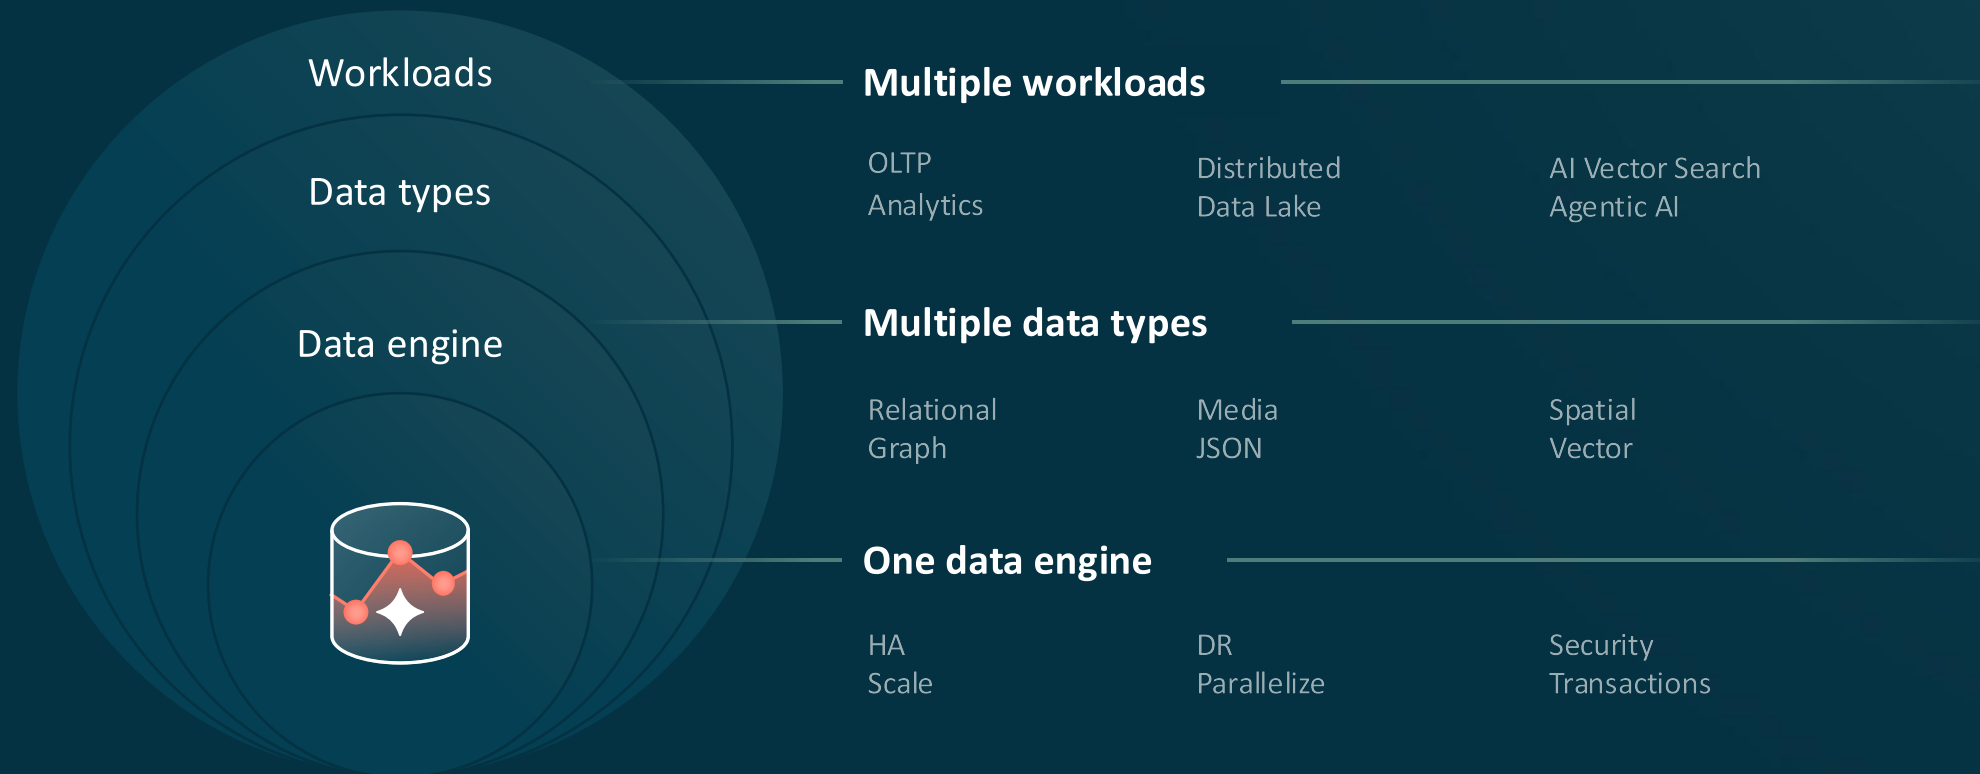 Workloads
Data types
Data engine
Multiple workloads
OLTP
Analytics
Distributed
Data Lake
AI Vector Search
Agentic AI
Multiple data types
Relational
Graph
Media
JSON
Spatial
Vector
One data engine
HA
Scale
DR
Parallelize
Security
Transactions